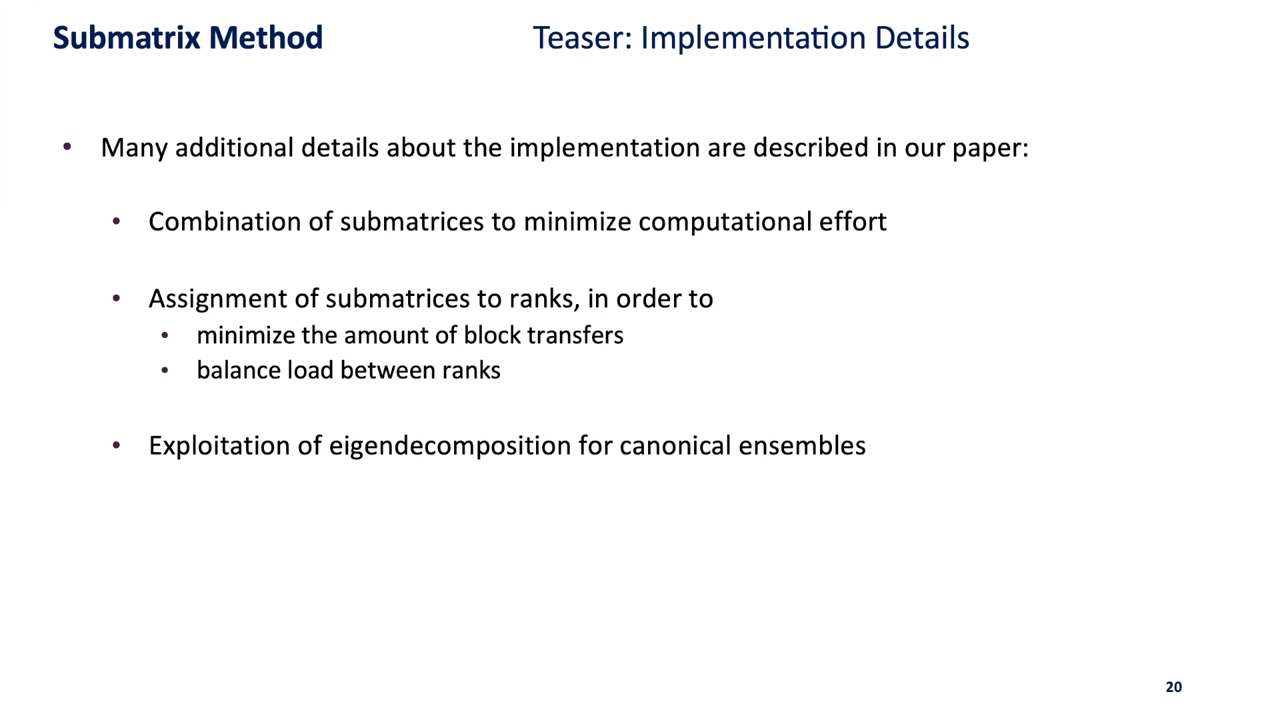 Submatrix Method
Teaser: Implementation Details
• Many additional details about the implementation are described in our paper:
• Combination of submatrices to minimize computational effort
• Assignment of submatrices to ranks, in order to
• minimize the amount of block transfers
• balance load between ranks
• Exploitation of eigendecomposition for canonical ensembles
20